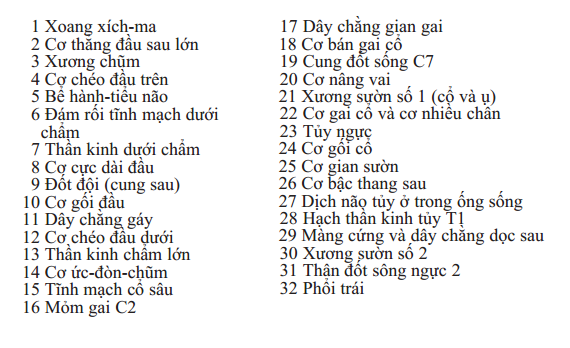 1 Xoang xích-ma
2 Cơ thẳng đầu sau lớn
3 Xương chũm
4 Cơ chéo đầu trên
5 Bể hành-tiểu não
6 Đám rối tĩnh mạch dưới
chẩm
7 Thần kinh dưới chẩm
8 Cơ cực dài đầu
9 Đốt đội (cung sau)
10 Cơ gối đầu
11 Dây chằng gáy
12 Cơ chéo đầu dưới
13 Thần kinh chẩm lớn
14 Cơ ức-đòn-chũm
15 Tĩnh mạch cổ sâu
16 Mỏm gai C2
17 Dây chằng gian gai
18 Cơ bán gai cổ
19 Cung đốt sống C7
20 Cơ nâng vai
21 Xương sườn số 1 (cổ và ụ)
22 Cơ gai cổ và cơ nhiều chân
23 Tủy ngực
24 Cơ gối cổ
25 Cơ gian sườn
26 Cơ bậc thang sau
27 Dịch não tủy ở trong ống sống
28 Hạch thần kinh tủy T1
29 Màng cứng và dây chằng dọc sau
30 Xương sườn số 2
31 Thân đốt sông ngực 2
32 Phổi trái